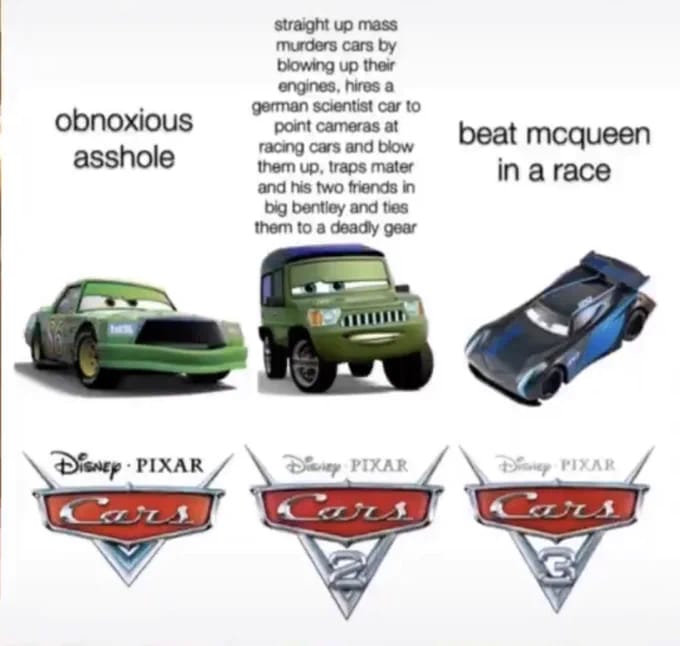 obnoxious
asshole
straight up mass
murders cars by
blowing up their
engines, hires a
german scientist car to
point cameras at
racing cars and blow
them up, traps mater
and his two friends in
big bentley and ties
them to a deadly gear
beat mcqueen
in a race
DISNEY · PIXAR
Cars
DISNEY · PIXAR
Cars
2
DISNEY · PIXAR
Cars
3